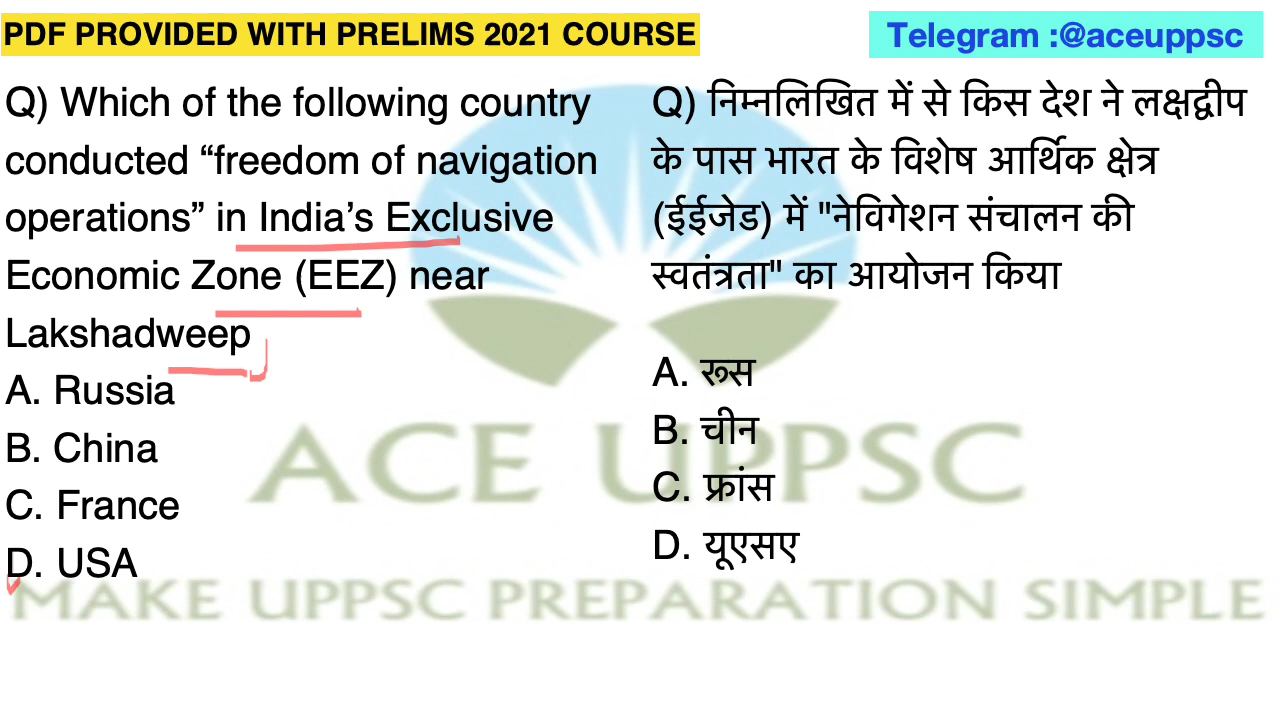 PDF PROVIDED WITH PRELIMS 2021 COURSE
Telegram :@aceuppsc
Q) Which of the following country
conducted “freedom of navigation
operations” in India’s Exclusive
Economic Zone (EEZ) near
Lakshadweep
A. Russia
B. China
C. France
D. USA
Q) निम्नलिखित में से किस देश ने लक्षद्वीप
के पास भारत के विशेष आर्थिक क्षेत्र
(ईईजेड) में "नेविगेशन संचालन की
स्वतंत्रता" का आयोजन किया
A. रूस
B. चीन
C. फ्रांस
D. यूएसए
ACE UPPSC
MAKE UPPSC PREPARATION SIMPLE